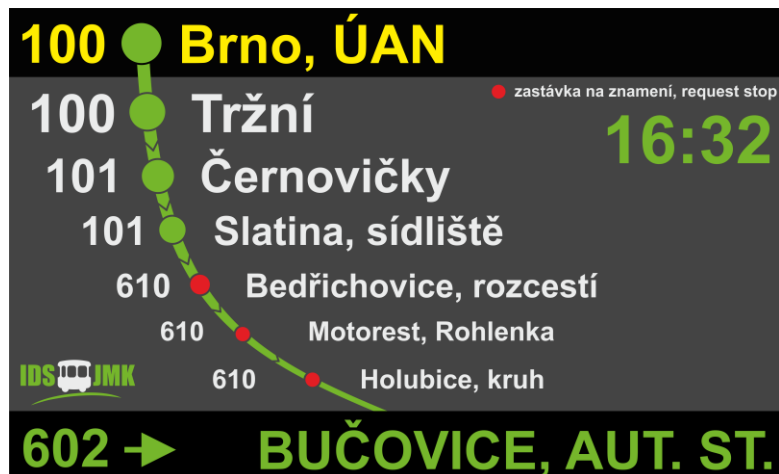 100 Brno, ÚAN
zastávka na znamení, request stop
100 Tržní
16:32
101 Černovičky
101 Slatina, sídliště
610 Bedřichovice, rozcestí
610 Motorest, Rohlenka
610 Holubice, kruh
IDS JMK
602 BUČOVICE, AUT. ST.